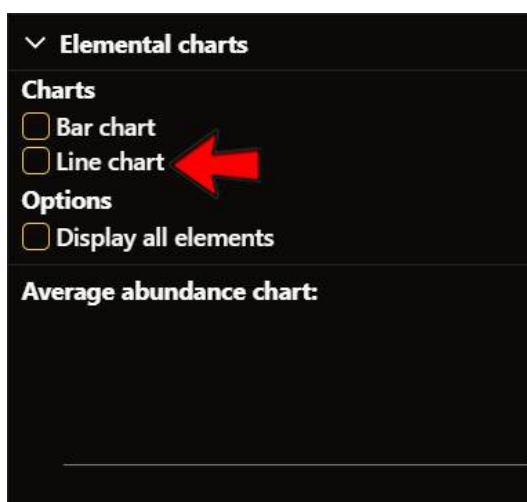 Elemental charts
Charts
Bar chart
Line chart
Options
Display all elements
Average abundance chart: